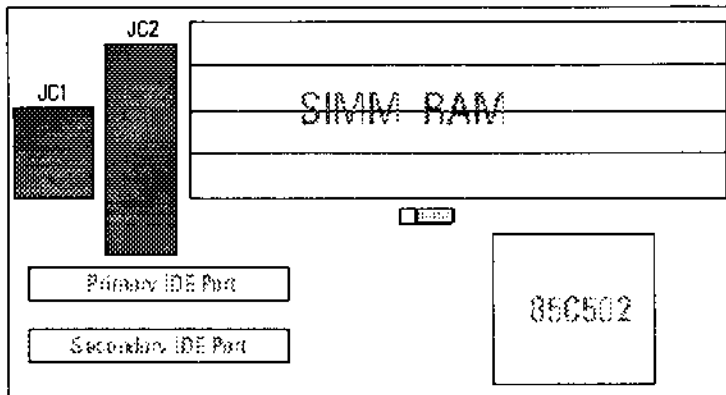 JC2
JC1
SIMM RAM
Primary IDE Port
85C502
Secondary IDE Port